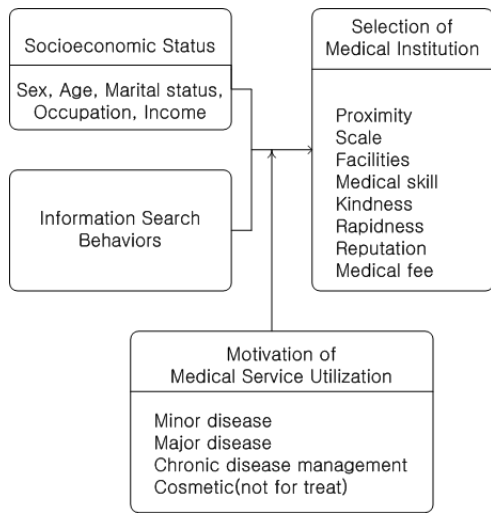 Socioeconomic Status
Sex, Age, Marital status,
Occupation, Income
Information Search
Behaviors
Selection of
Medical Institution
Proximity
Scale
Facilities
Medical skill
Kindness
Rapidness
Reputation
Medical fee
Motivation of
Medical Service Utilization
Minor disease
Major disease
Chronic disease management
Cosmetic(not for treat)